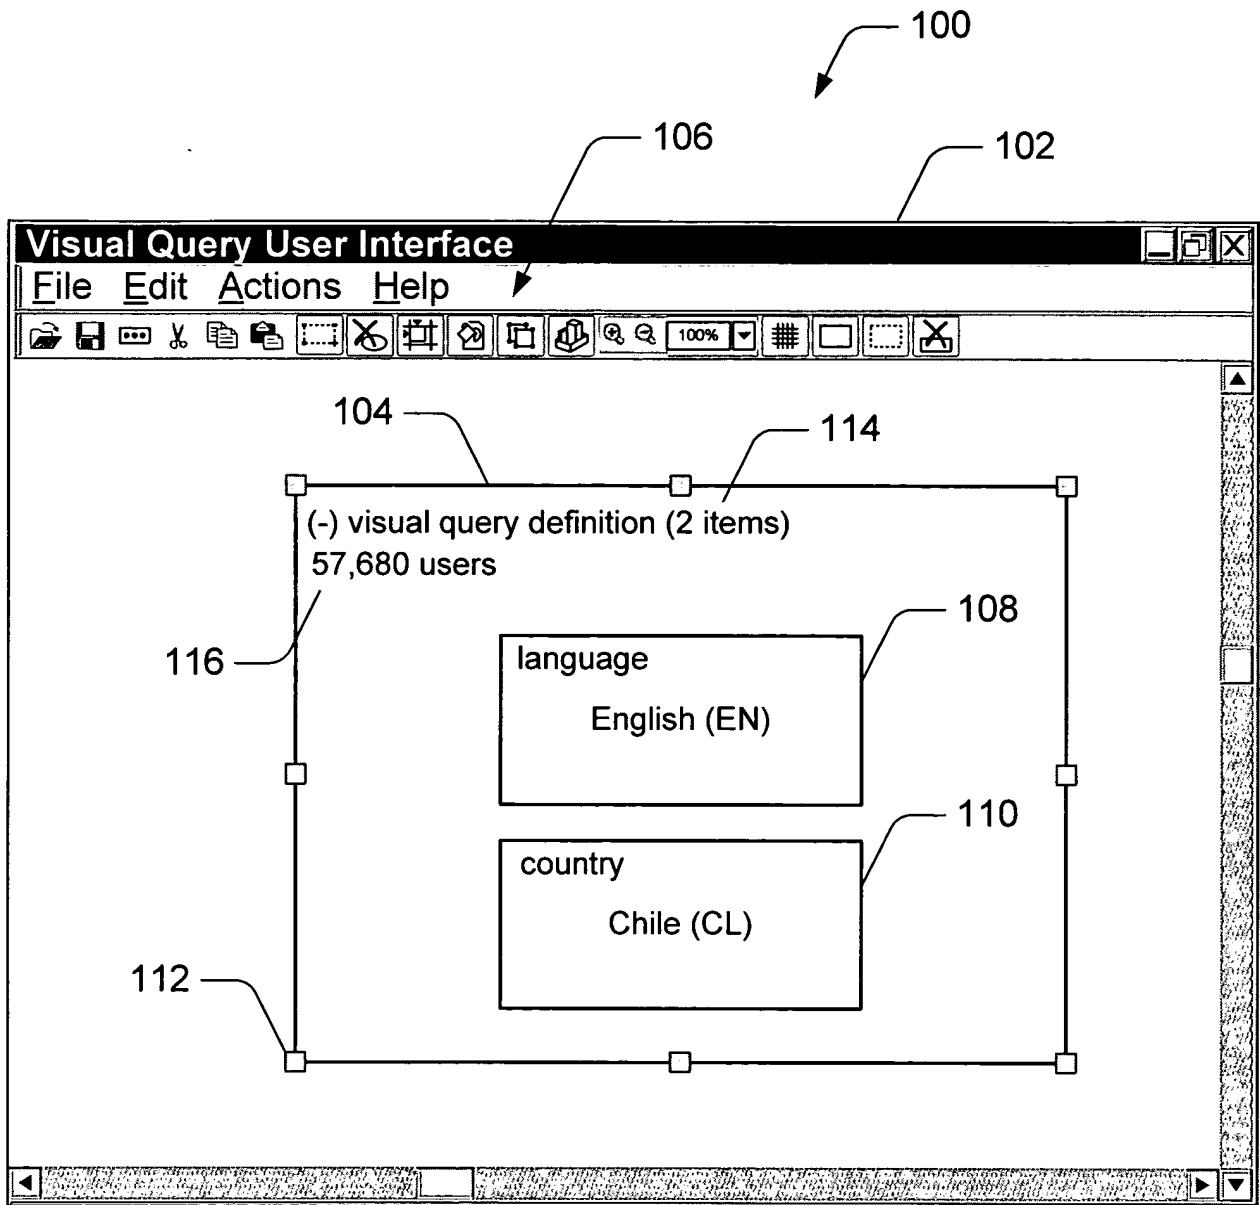 100
106
102
Visual Query User Interface
File Edit Actions Help
100%
104
114
(-) visual query definition (2 items)
57,680 users
108
116
language
English (EN)
110
country
Chile (CL)
112